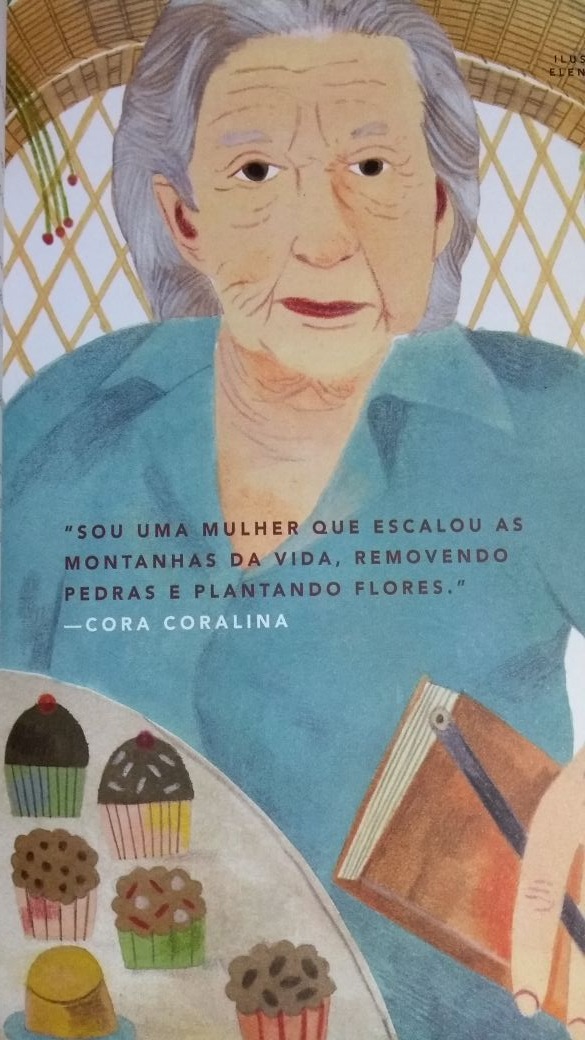 "SOU UMA MULHER QUE ESCALOU AS
MONTANHAS DA VIDA, REMOVENDO
PEDRAS E PLANTANDO FLORES."
—CORA CORALINA